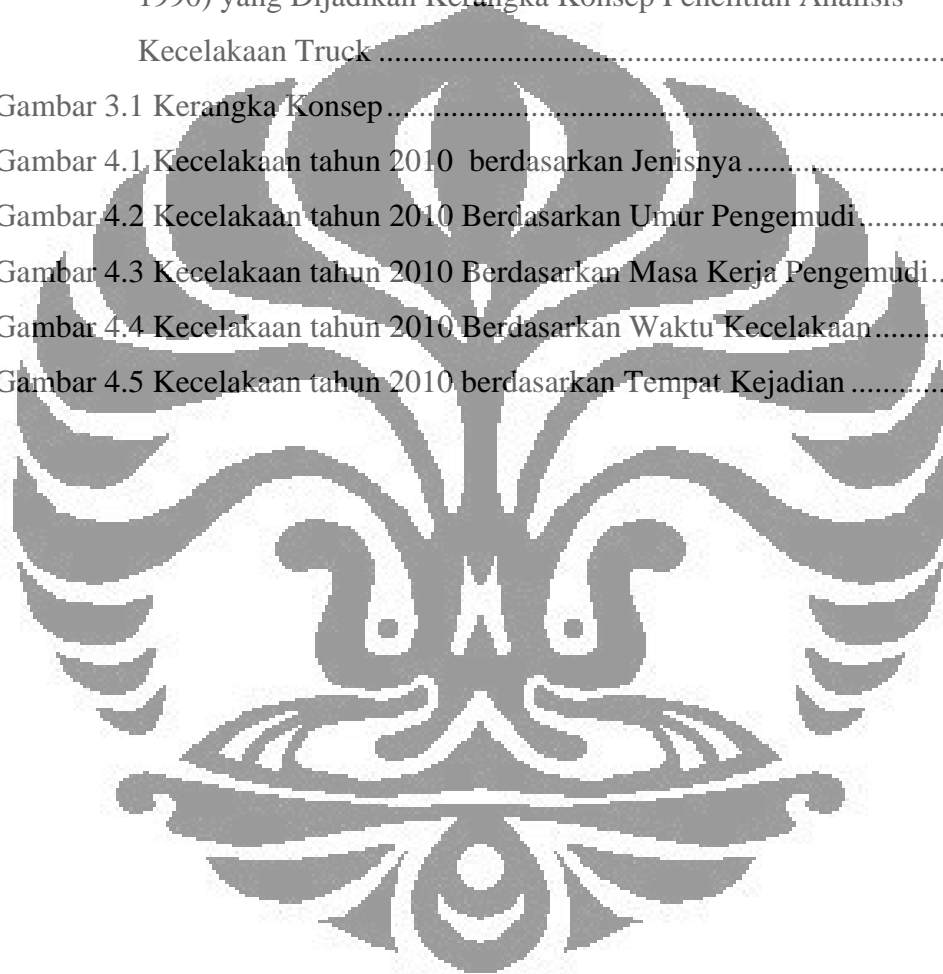 1990) yang Dijadikan Kerangka Konsep Penelitian Analisis
Kecelakaan Truck ....................................................................................
Gambar 3.1 Kerangka Konsep ...................................................................................
Gambar 4.1 Kecelakaan tahun 2010  berdasarkan Jenisnya ..............................
Gambar 4.2 Kecelakaan tahun 2010 Berdasarkan Umur Pengemudi.............
Gambar 4.3 Kecelakaan tahun 2010 Berdasarkan Masa Kerja Pengemudi ..
Gambar 4.4 Kecelakaan tahun 2010 Berdasarkan Waktu Kecelakaan...........
Gambar 4.5 Kecelakaan tahun 2010 berdasarkan Tempat Kejadian ..............